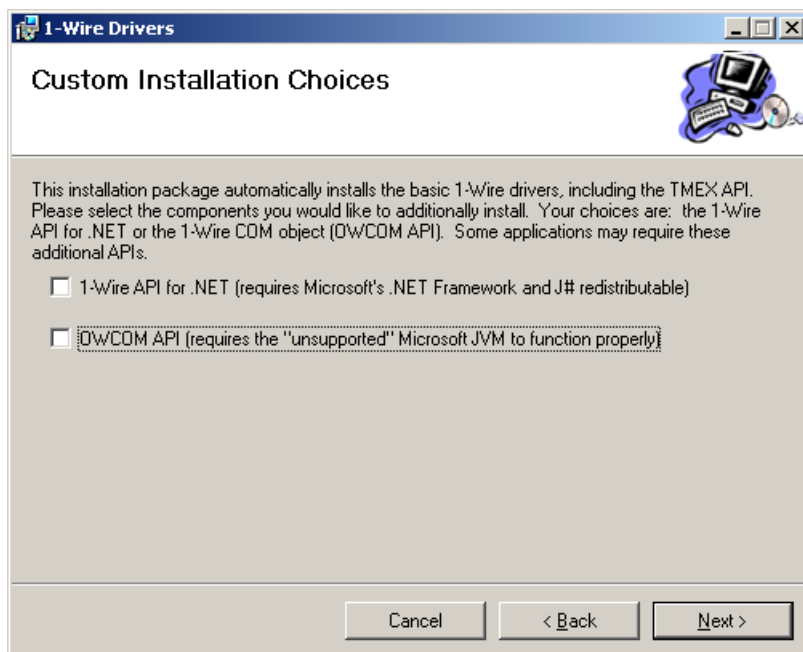 1-Wire Drivers
Custom Installation Choices
This installation package automatically installs the basic 1-Wire drivers, including the TMEX API.
Please select the components you would like to additionally install.  Your choices are:  the 1-Wire
API for .NET or the 1-Wire COM object (OWCOM API).  Some applications may require these
additional APIs.
1-Wire API for .NET (requires Microsoft's .NET Framework and J# redistributable)
OWCOM API (requires the "unsupported" Microsoft JVM to function properly)
Cancel
< Back
Next >